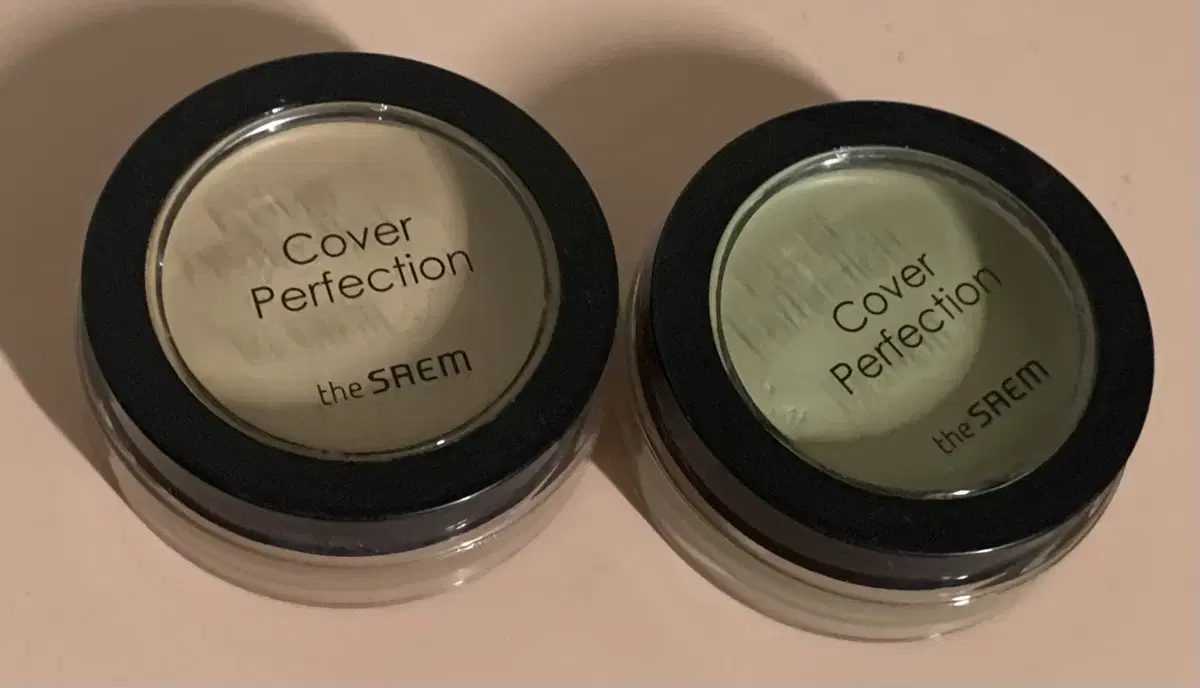 Cover
Perfection
the SAEM
Cover
Perfection
the SAEM